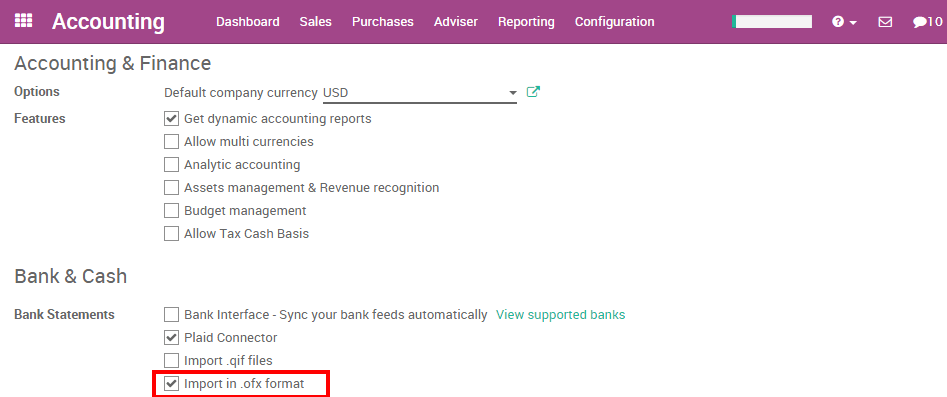 Accounting Dashboard Sales Purchases Adviser Reporting Configuration 10
Accounting & Finance
Options Default company currency USD
Features Get dynamic accounting reports
Allow multi currencies
Analytic accounting
Assets management & Revenue recognition
Budget management
Allow Tax Cash Basis
Bank & Cash
Bank Statements Bank Interface - Sync your bank feeds automatically View supported banks
Plaid Connector
Import .qif files
Import in .ofx format